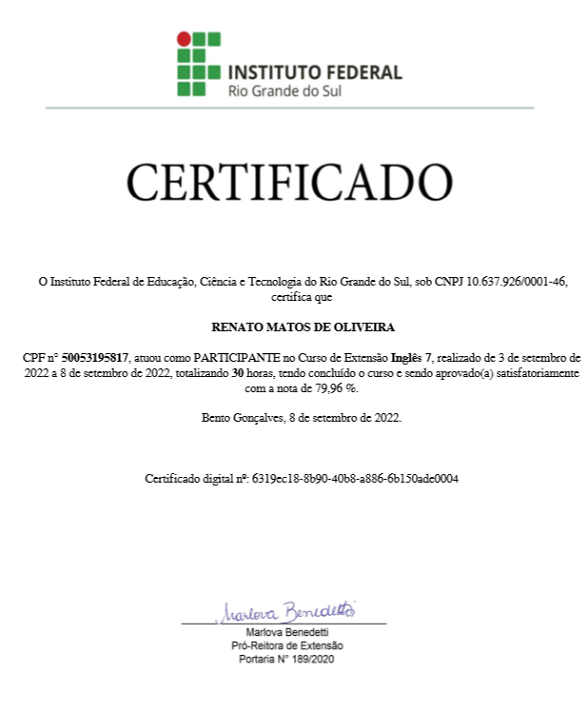 INSTITUTO FEDERAL
Rio Grande do Sul
CERTIFICADO
O Instituto Federal de Educação, Ciência e Tecnologia do Rio Grande do Sul, sob CNPJ 10.637.926/0001-46,
certifica que
RENATO MATOS DE OLIVEIRA
CPF nº 50053195817, atuou como PARTICIPANTE no Curso de Extensão Inglês 7, realizado de 3 de setembro de
2022 a 8 de setembro de 2022, totalizando 30 horas, tendo concluído o curso e sendo aprovado(a) satisfatoriamente
com a nota de 79,96 %.
Bento Gonçalves, 8 de setembro de 2022.
Certificado digital nº: 6319ec18-8b90-40b8-a886-6b150ade0004
Marlova Benedetti
Marlova Benedetti
Pró-Reitora de Extensão
Portaria N° 189/2020